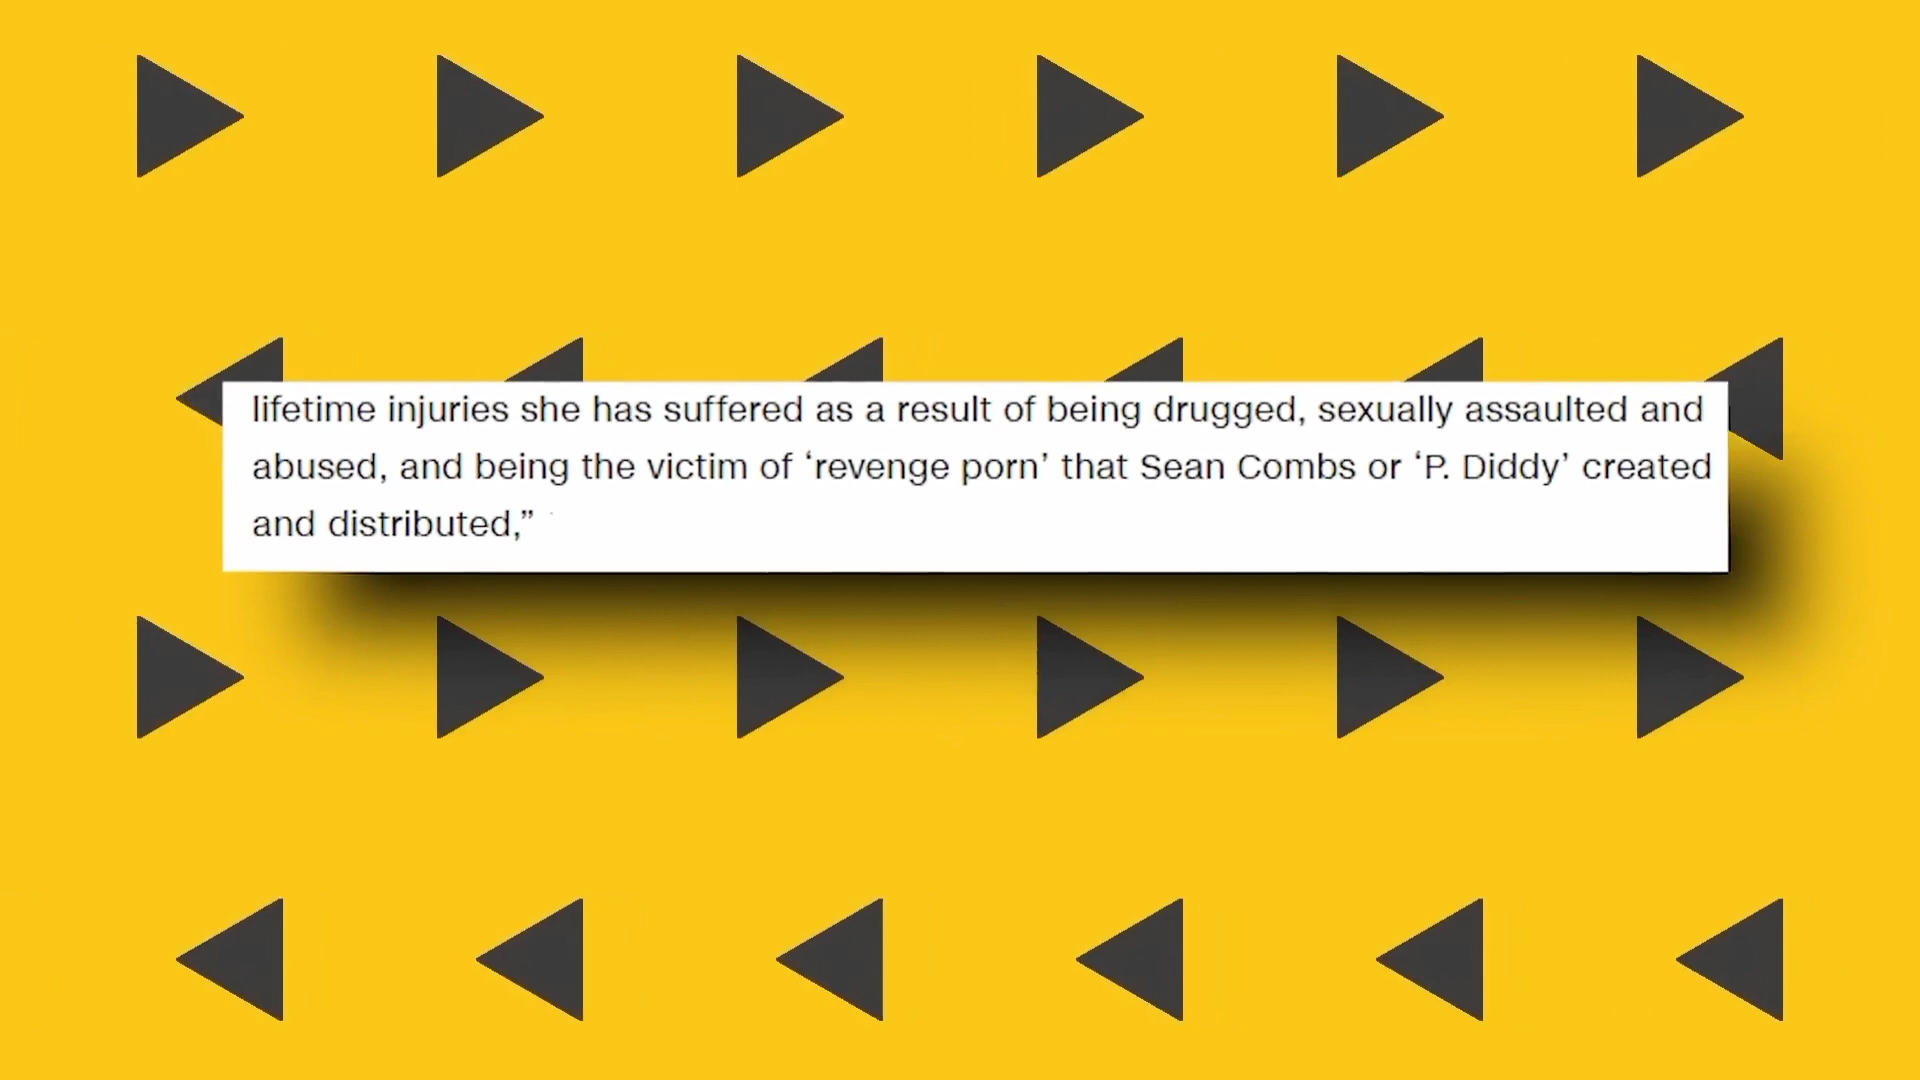 lifetime injuries she has suffered as a result of being drugged, sexually assaulted and
abused, and being the victim of ‘revenge porn’ that Sean Combs or ‘P. Diddy’ created
and distributed,”